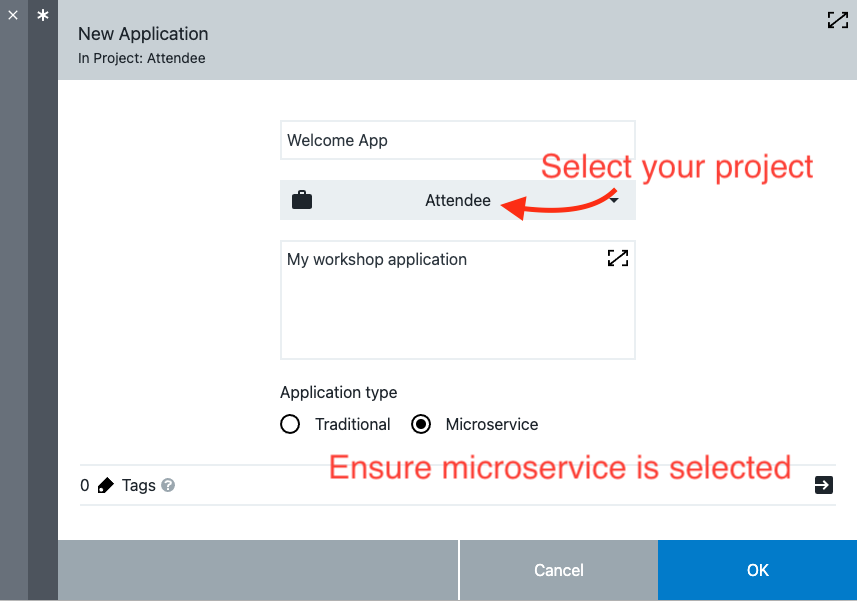 New Application
In Project: Attendee
Welcome App
Select your project
Attendee
My workshop application
Application type
Traditional Microservice
Ensure microservice is selected
0 Tags ?
Cancel OK